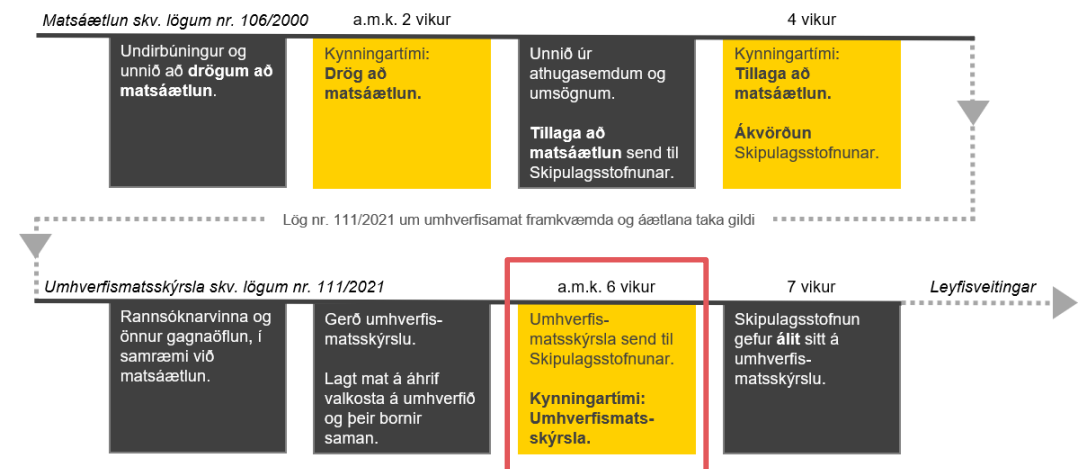 Matsáætlun skv. lögum nr. 106/2000
a.m.k. 2 vikur
4 vikur
Undirbúningur og
unnið að drögum að
matsáætlun.
Kynningartími:
Drög að
matsáætlun.
Unnið úr
athugasemdum og
umsögnum.
Tillaga að
matsáætlun send til
Skipulagsstofnunar.
Kynningartími:
Tillaga að
matsáætlun.
Ákvörðun
Skipulagsstofnunar.
Lög nr. 111/2021 um umhverfisamat framkvæmda og áætlana taka gildi
Umhverfismatsskýrsla skv. lögum nr. 111/2021
a.m.k. 6 vikur
7 vikur
Leyfisveitingar
Rannsóknarvinna og
önnur gagnaöflun, í
samræmi við
matsáætlun.
Gerð umhverfis-
matsskýrslu.
Lagt mat á áhrif
valkosta á umhverfið
og þeir bornir
saman.
Umhverfis-
matsskýrsla send til
Skipulagsstofnunar.
Kynningartími:
Umhverfismats-
skýrsla.
Skipulagsstofnun
gefur álit sitt á
umhverfis-
matsskýrslu.